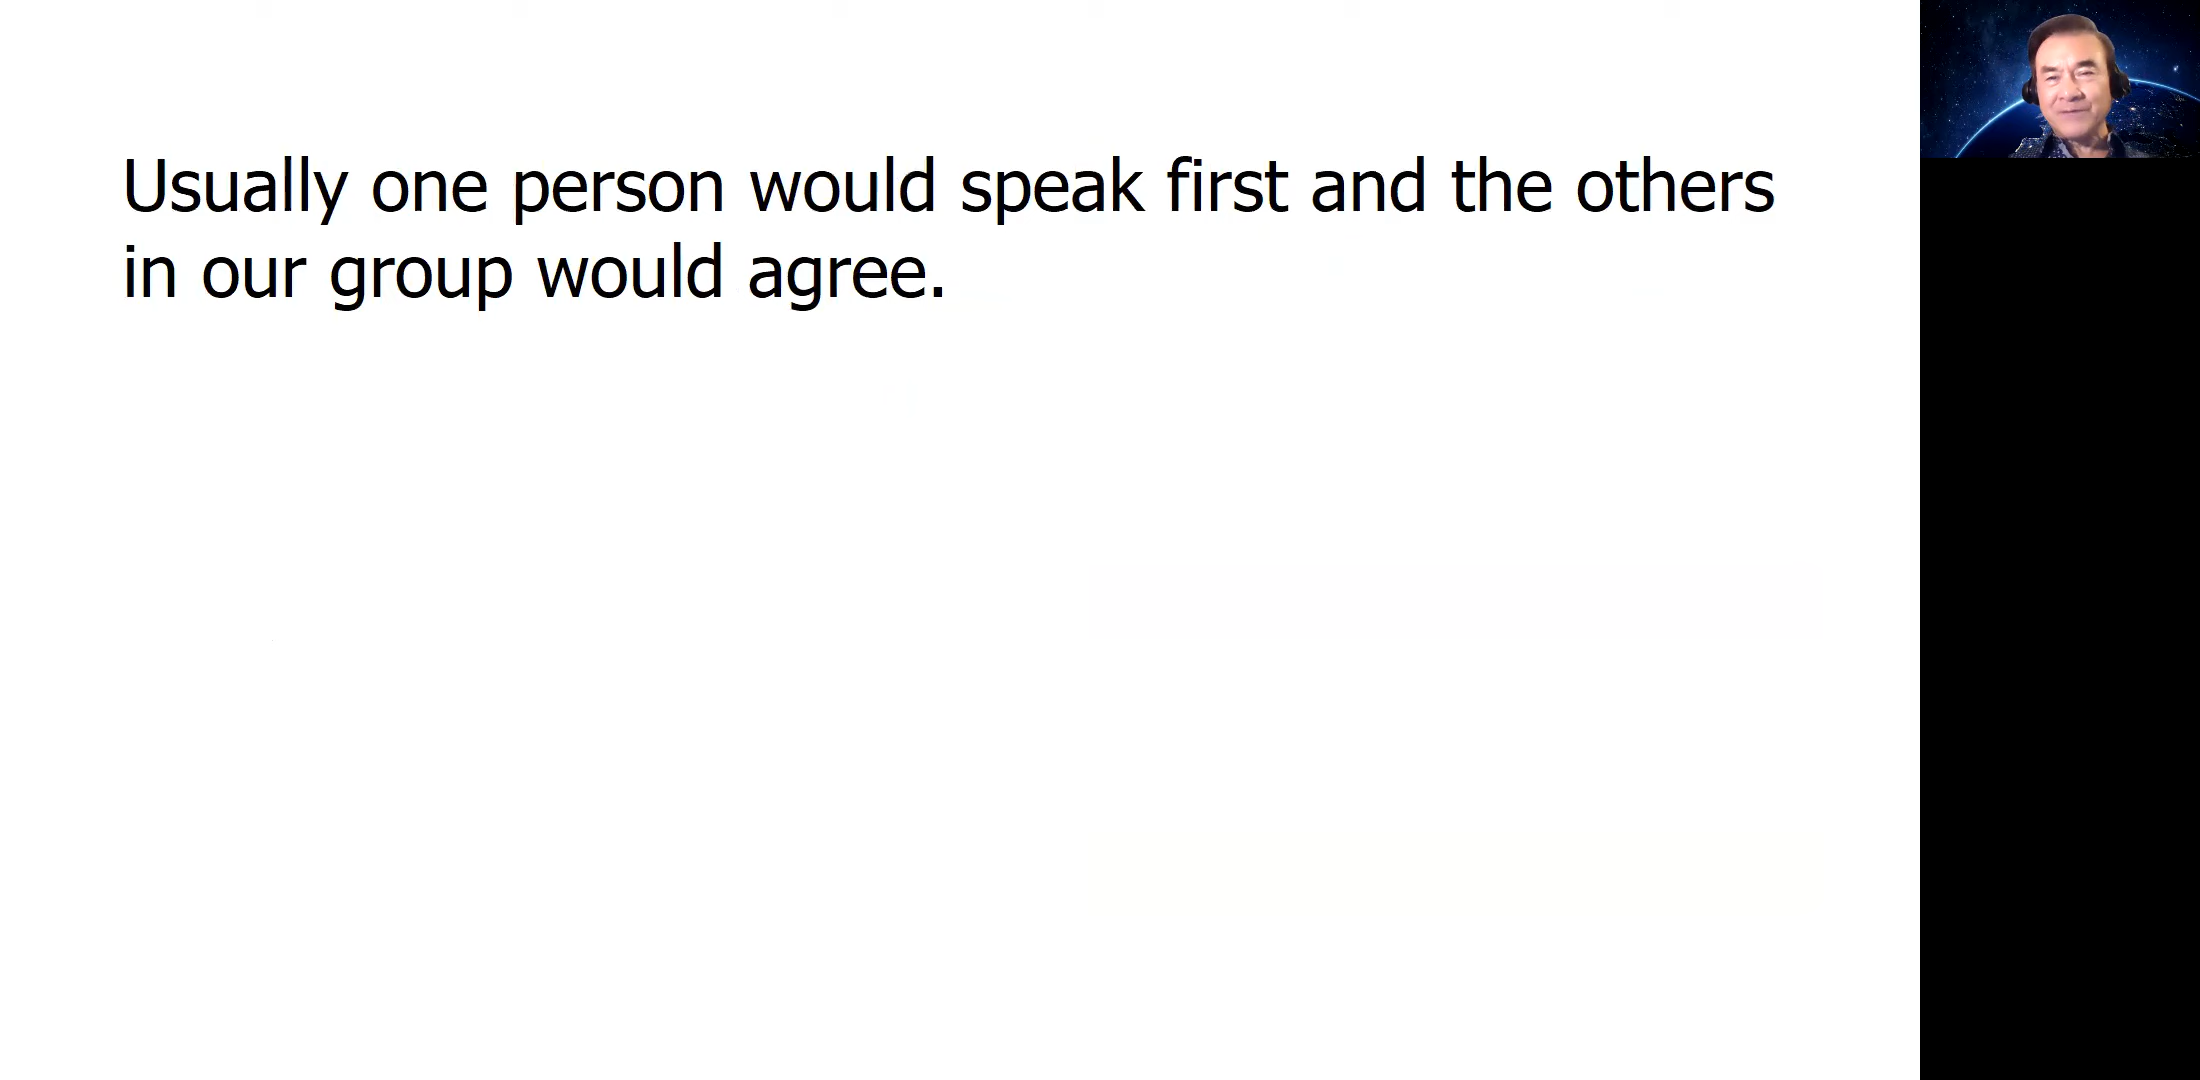 Usually one person would speak first and the others
in our group would agree.